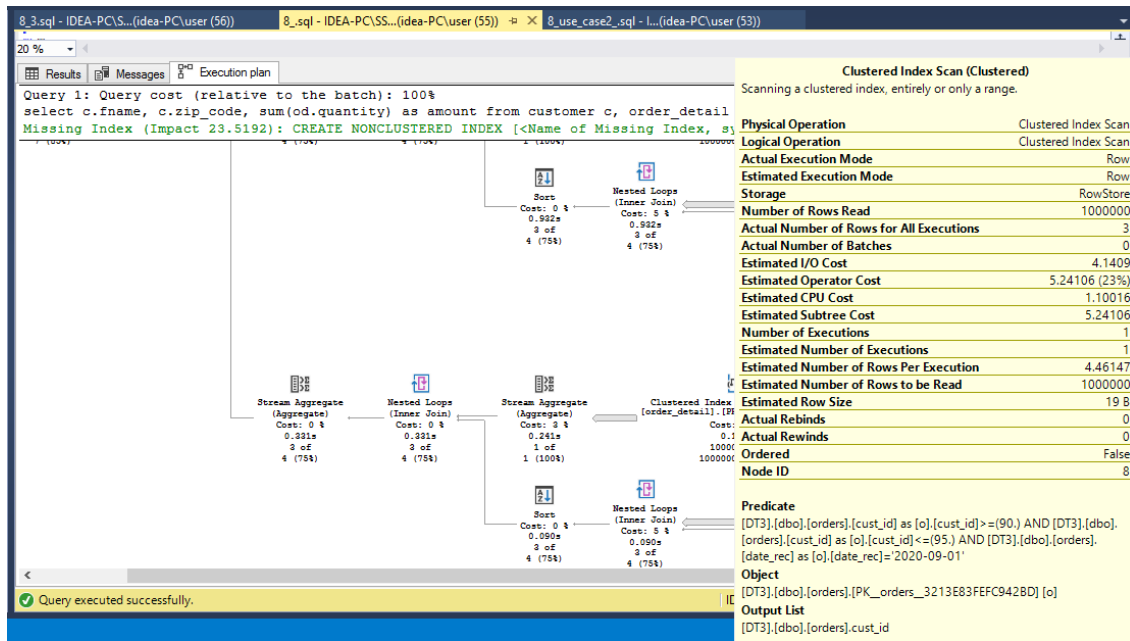 8_3.sql - IDEA-PC\S...(idea-PC\user (56))
8_.sql - IDEA-PC\SS...(idea-PC\user (55))
8_use_case2_.sql - I...(idea-PC\user (53))
20 %
Results
Messages
Execution plan
Query 1: Query cost (relative to the batch): 100%
select c.fname, c.zip_code, sum(od.quantity) as amount from customer c, order_detail
Missing Index (Impact 23.5192): CREATE NONCLUSTERED INDEX [<Name of Missing Index, sy
Sort
Cost: 0 %
0.932s
3 of
4 (75%)
Nested Loops
(Inner Join)
Cost: 5 %
0.932s
3 of
4 (75%)
Stream Aggregate
(Aggregate)
Cost: 0 %
0.331s
3 of
4 (75%)
Nested Loops
(Inner Join)
Cost: 0 %
0.331s
3 of
4 (75%)
Stream Aggregate
(Aggregate)
Cost: 3 %
0.241s
1 of
1 (100%)
Clustered Index
[order_detail].[P
Cost:
0.1
10000
1000000
Sort
Cost: 0 %
0.090s
3 of
4 (75%)
Nested Loops
(Inner Join)
Cost: 5 %
0.090s
3 of
4 (75%)
Query executed successfully.
Clustered Index Scan (Clustered)
Scanning a clustered index, entirely or only a range.
Physical Operation Clustered Index Scan
Logical Operation Clustered Index Scan
Actual Execution Mode Row
Estimated Execution Mode Row
Storage RowStore
Number of Rows Read 1000000
Actual Number of Rows for All Executions 3
Actual Number of Batches 0
Estimated I/O Cost 4.1409
Estimated Operator Cost 5.24106 (23%)
Estimated CPU Cost 1.10016
Estimated Subtree Cost 5.24106
Number of Executions 1
Estimated Number of Executions 1
Estimated Number of Rows Per Execution 4.46147
Estimated Number of Rows to be Read 1000000
Estimated Row Size 19 B
Actual Rebinds 0
Actual Rewinds 0
Ordered False
Node ID 8
Predicate
[DT3].[dbo].[orders].[cust_id] as [o].[cust_id]>=(90.) AND [DT3].[dbo].
[orders].[cust_id] as [o].[cust_id]<=(95.) AND [DT3].[dbo].[orders].
[date_rec] as [o].[date_rec]='2020-09-01'
Object
[DT3].[dbo].[orders].[PK__orders__3213E83FEFC942BD] [o]
Output List
[DT3].[dbo].[orders].cust_id